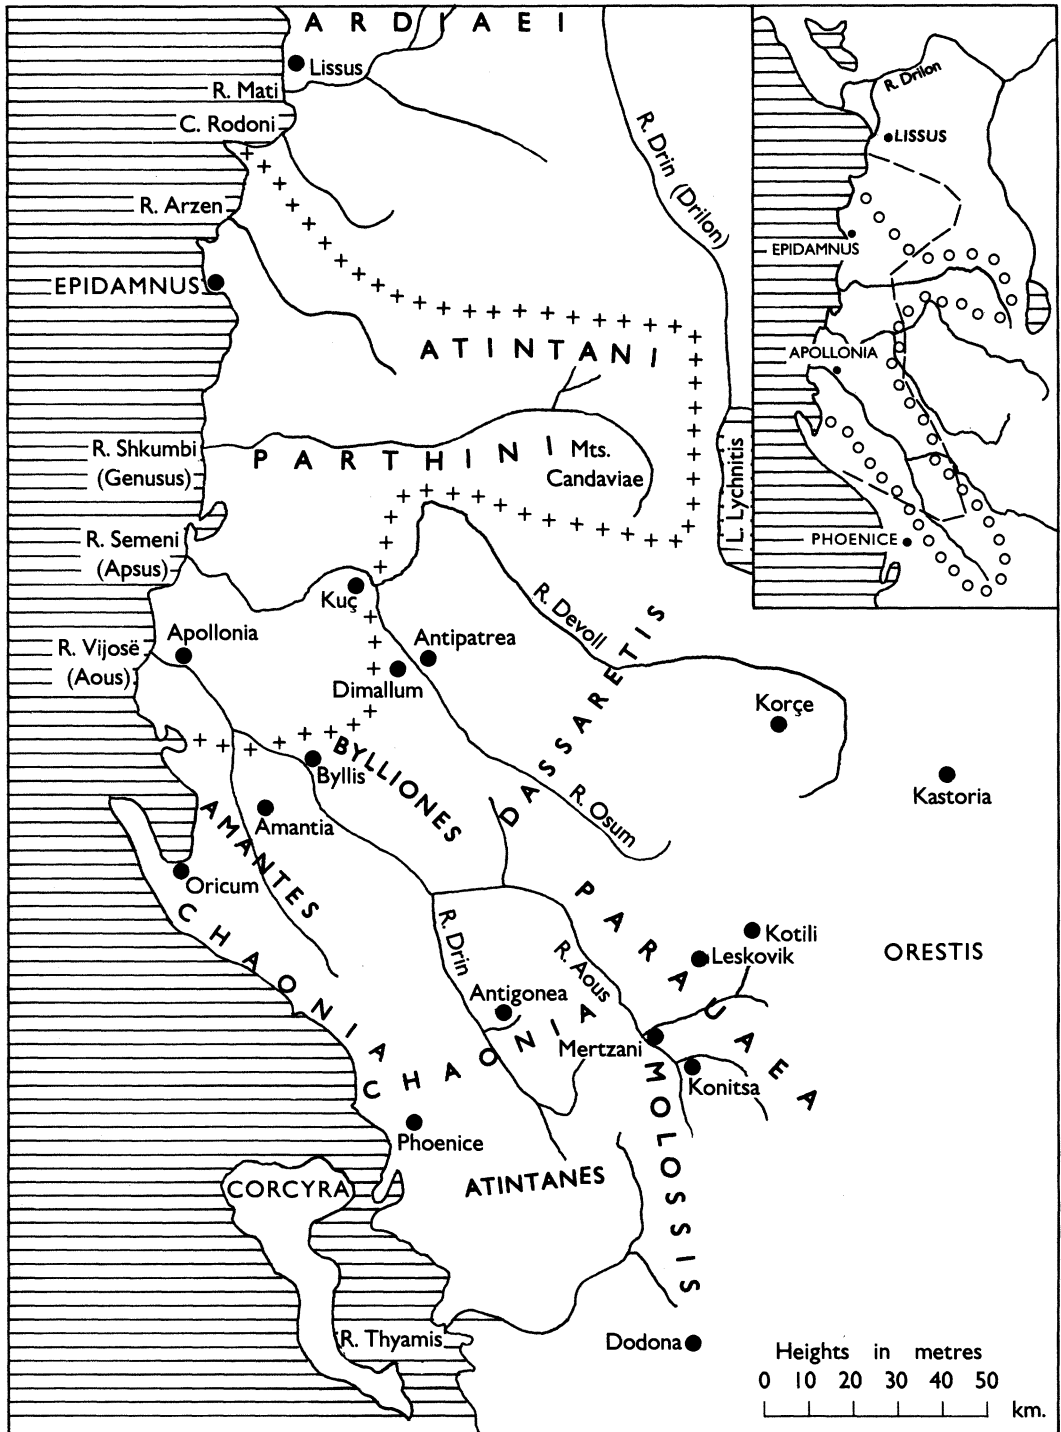 ARDIAEI
Lissus
R. Mati
C. Rodoni
R. Drin (Drilon)
R. Arzen
EPIDAMNUS
ATINTANI
R. Shkumbi
(Genusus)
PARTHINI
Mts.
Candaviae
L. Lychnitis
R. Semeni
(Apsus)
Kuç
R. Devoll
R. Vijosë
(Aous)
Apollonia
Antipatrea
Dimallum
DASSARETIS
Korçe
Kastoria
Byllis
BYLLIONES
R. Osum
AMANTES
Amantia
Oricum
CHAONIA
R. Drin
R. Aous
PARAUAEA
Kotili
Leskovik
ORESTIS
Antigonea
CHAONIA
Mertzani
Konitsa
MOLOSSIS
Phoenice
ATINTANES
CORCYRA
R. Thyamis
Dodona
Heights in metres
0 10 20 30 40 50
km.
R. Drilon
LISSUS
EPIDAMNUS
APOLLONIA
PHOENICE